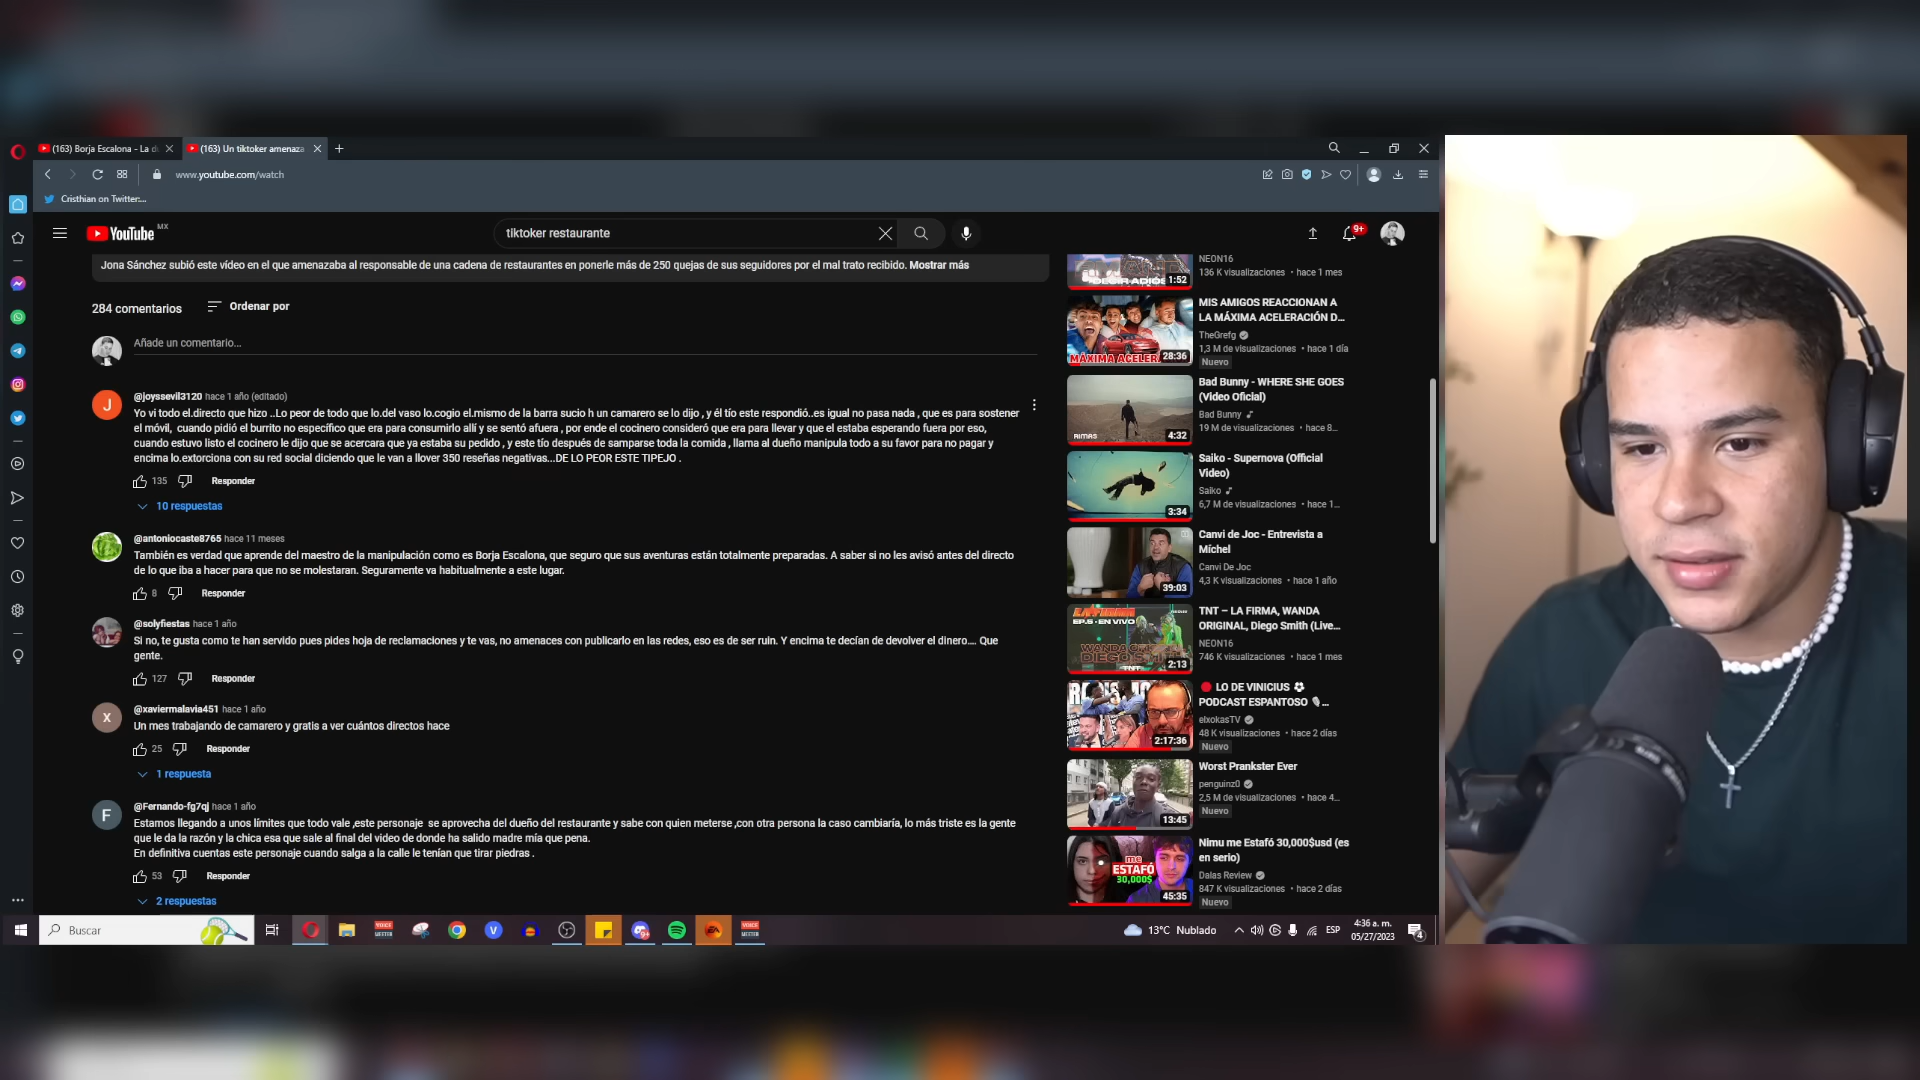 (163) Borja Escalona - La d
(163) Un tiktoker amenaza
www.youtube.com/watch
Cristhian on Twitter:...
YouTube MX
tiktoker restaurante
9+
Jona Sánchez subió este vídeo en el que amenazaba al responsable de una cadena de restaurantes en ponerle más de 250 quejas de sus seguidores por el mal trato recibido. Mostrar más
284 comentarios
Ordenar por
Añade un comentario...
J
@joyssevil3120 hace 1 año (editado)
Yo vi todo el.directo que hizo ..Lo peor de todo que lo.del vaso lo.cogio el.mismo de la barra sucio h un camarero se lo dijo , y él tío este respondió..es igual no pasa nada , que es para sostener
el móvil, cuando pidió el burrito no específico que era para consumirlo allí y se sentó afuera , por ende el cocinero consideró que era para llevar y que el estaba esperando fuera por eso,
cuando estuvo listo el cocinero le dijo que se acercara que ya estaba su pedido , y este tío después de samparse toda la comida , llama al dueño manipula todo a su favor para no pagar y
encima lo.extorciona con su red social diciendo que le van a llover 350 reseñas negativas...DE LO PEOR ESTE TIPEJO .
135 Responder
10 respuestas
@antoniocaste8765 hace 11 meses
También es verdad que aprende del maestro de la manipulación como es Borja Escalona, que seguro que sus aventuras están totalmente preparadas. A saber si no les avisó antes del directo
de lo que iba a hacer para que no se molestaran. Seguramente va habitualmente a este lugar.
8 Responder
@solyfiestas hace 1 año
Si no, te gusta como te han servido pues pides hoja de reclamaciones y te vas, no amenaces con publicarlo en las redes, eso es de ser ruin. Y encima te decían de devolver el dinero.... Que
gente.
127 Responder
X
@xaviermalavia451 hace 1 año
Un mes trabajando de camarero y gratis a ver cuántos directos hace
25 Responder
1 respuesta
F
@Fernando-fg7qj hace 1 año
Estamos llegando a unos límites que todo vale ,este personaje se aprovecha del dueño del restaurante y sabe con quien meterse ,con otra persona la caso cambiaría, lo más triste es la gente
que le da la razón y la chica esa que sale al final del video de donde ha salido madre mía que pena.
En definitiva cuentas este personaje cuando salga a la calle le tenían que tirar piedras .
53 Responder
2 respuestas
DECIR ADIÓS
1:52
NEON16
136 K visualizaciones • hace 1 mes
MÁXIMA ACELER
28:36
MIS AMIGOS REACCIONAN A
LA MÁXIMA ACELERACIÓN D...
TheGrefg
1,3 M de visualizaciones • hace 1 día
Nuevo
RIMAS
4:32
Bad Bunny - WHERE SHE GOES
(Video Oficial)
Bad Bunny
19 M de visualizaciones • hace 8...
3:34
Saiko - Supernova (Official
Video)
Saiko
6,7 M de visualizaciones • hace 1...
39:03
Canvi de Joc - Entrevista a
Míchel
Canvi De Joc
4,3 K visualizaciones • hace 1 año
EP.5 - EN VIVO
WANDA
DIEGO S
TNT
2:13
TNT – LA FIRMA, WANDA
ORIGINAL, Diego Smith (Live...
NEON16
746 K visualizaciones • hace 1 mes
2:17:36
LO DE VINICIUS
PODCAST ESPANTOSO
elxokasTV
48 K visualizaciones • hace 2 días
Nuevo
13:45
Worst Prankster Ever
penguinz0
2,5 M de visualizaciones • hace 4...
Nuevo
me
ESTAFÓ
30,000$
45:35
Nimu me Estafó 30,000$usd (es
en serio)
Dalas Review
847 K visualizaciones • hace 2 días
Nuevo
Buscar
13°C Nublado
ESP
4:36 a. m.
05/27/2023
4